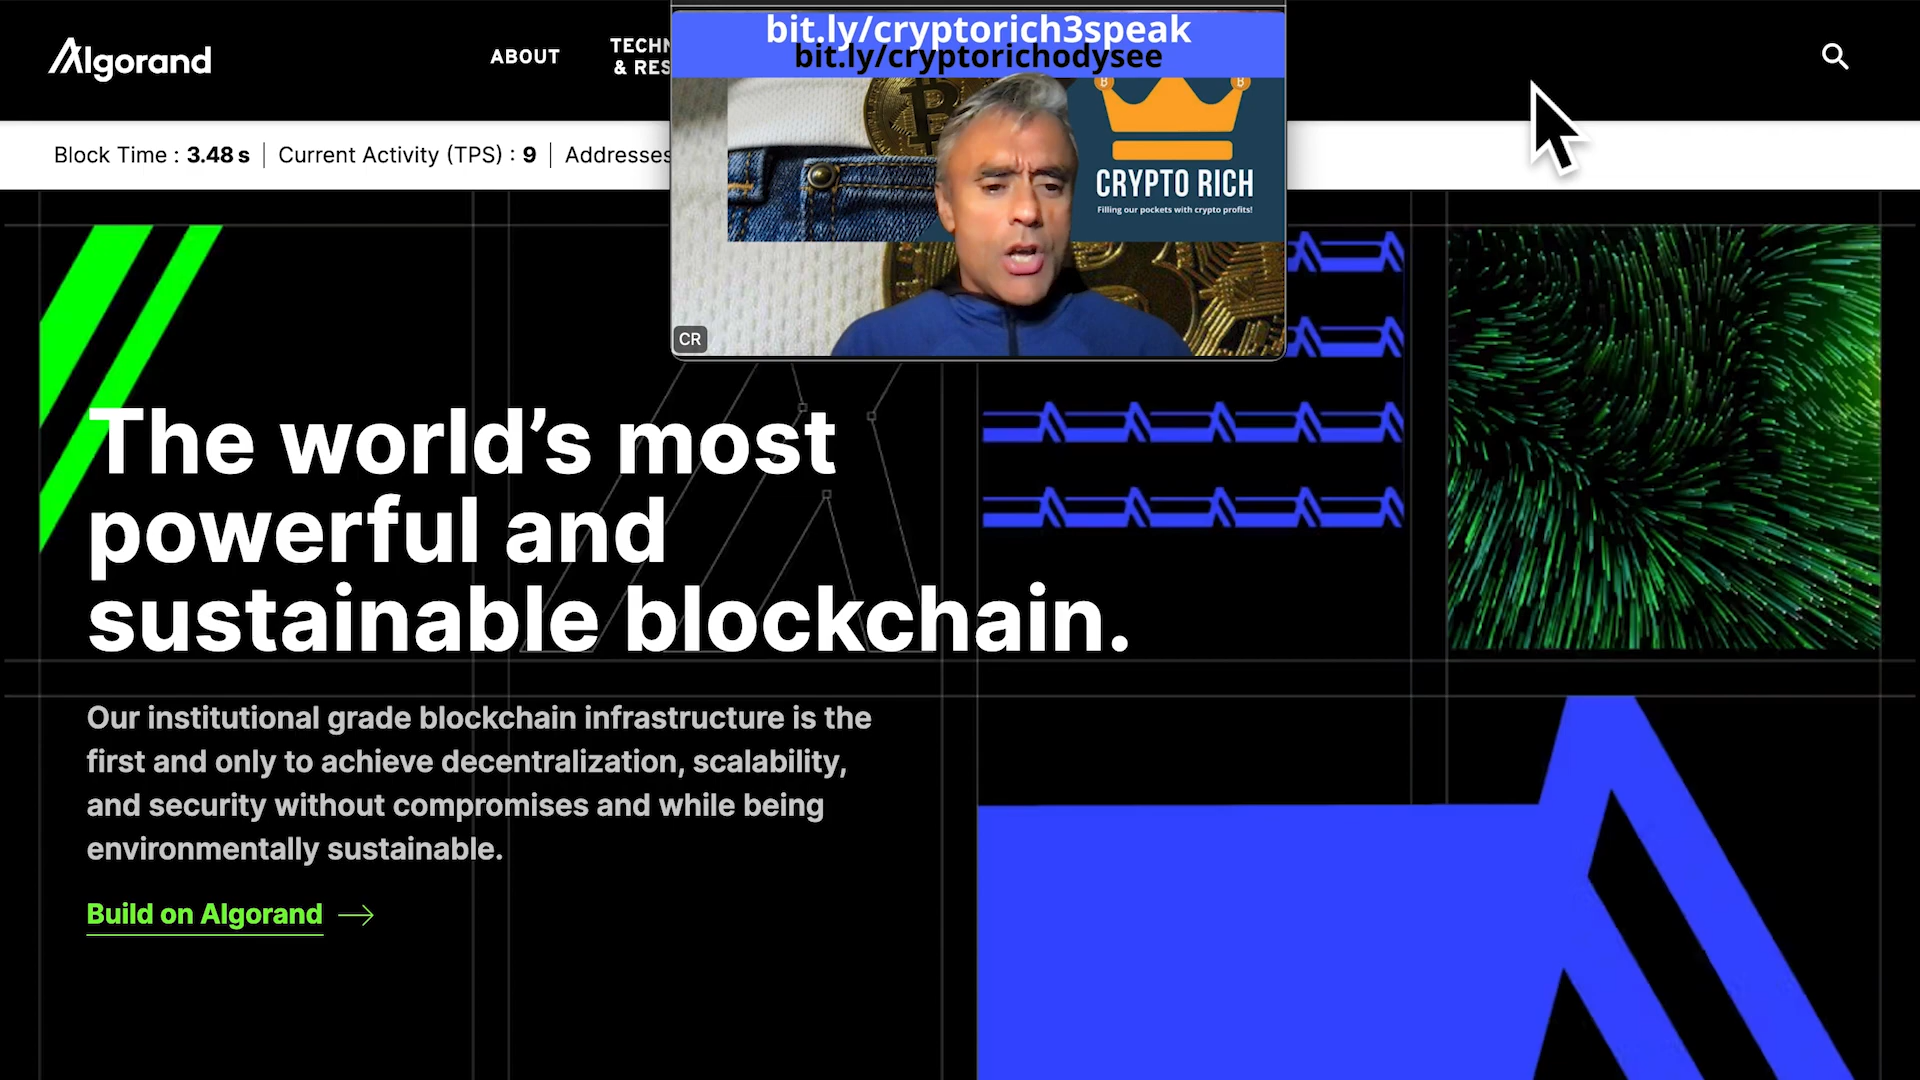 Algorand
ABOUT
TECHN
& RES
bit.ly/cryptorich3speak
bit.ly/cryptorichodysee
CRYPTO RICH
Filling our pockets with crypto profits!
CR
Block Time : 3.48 s | Current Activity (TPS) : 9 | Addresses
The world’s most
powerful and
sustainable blockchain.
Our institutional grade blockchain infrastructure is the
first and only to achieve decentralization, scalability,
and security without compromises and while being
environmentally sustainable.
Build on Algorand